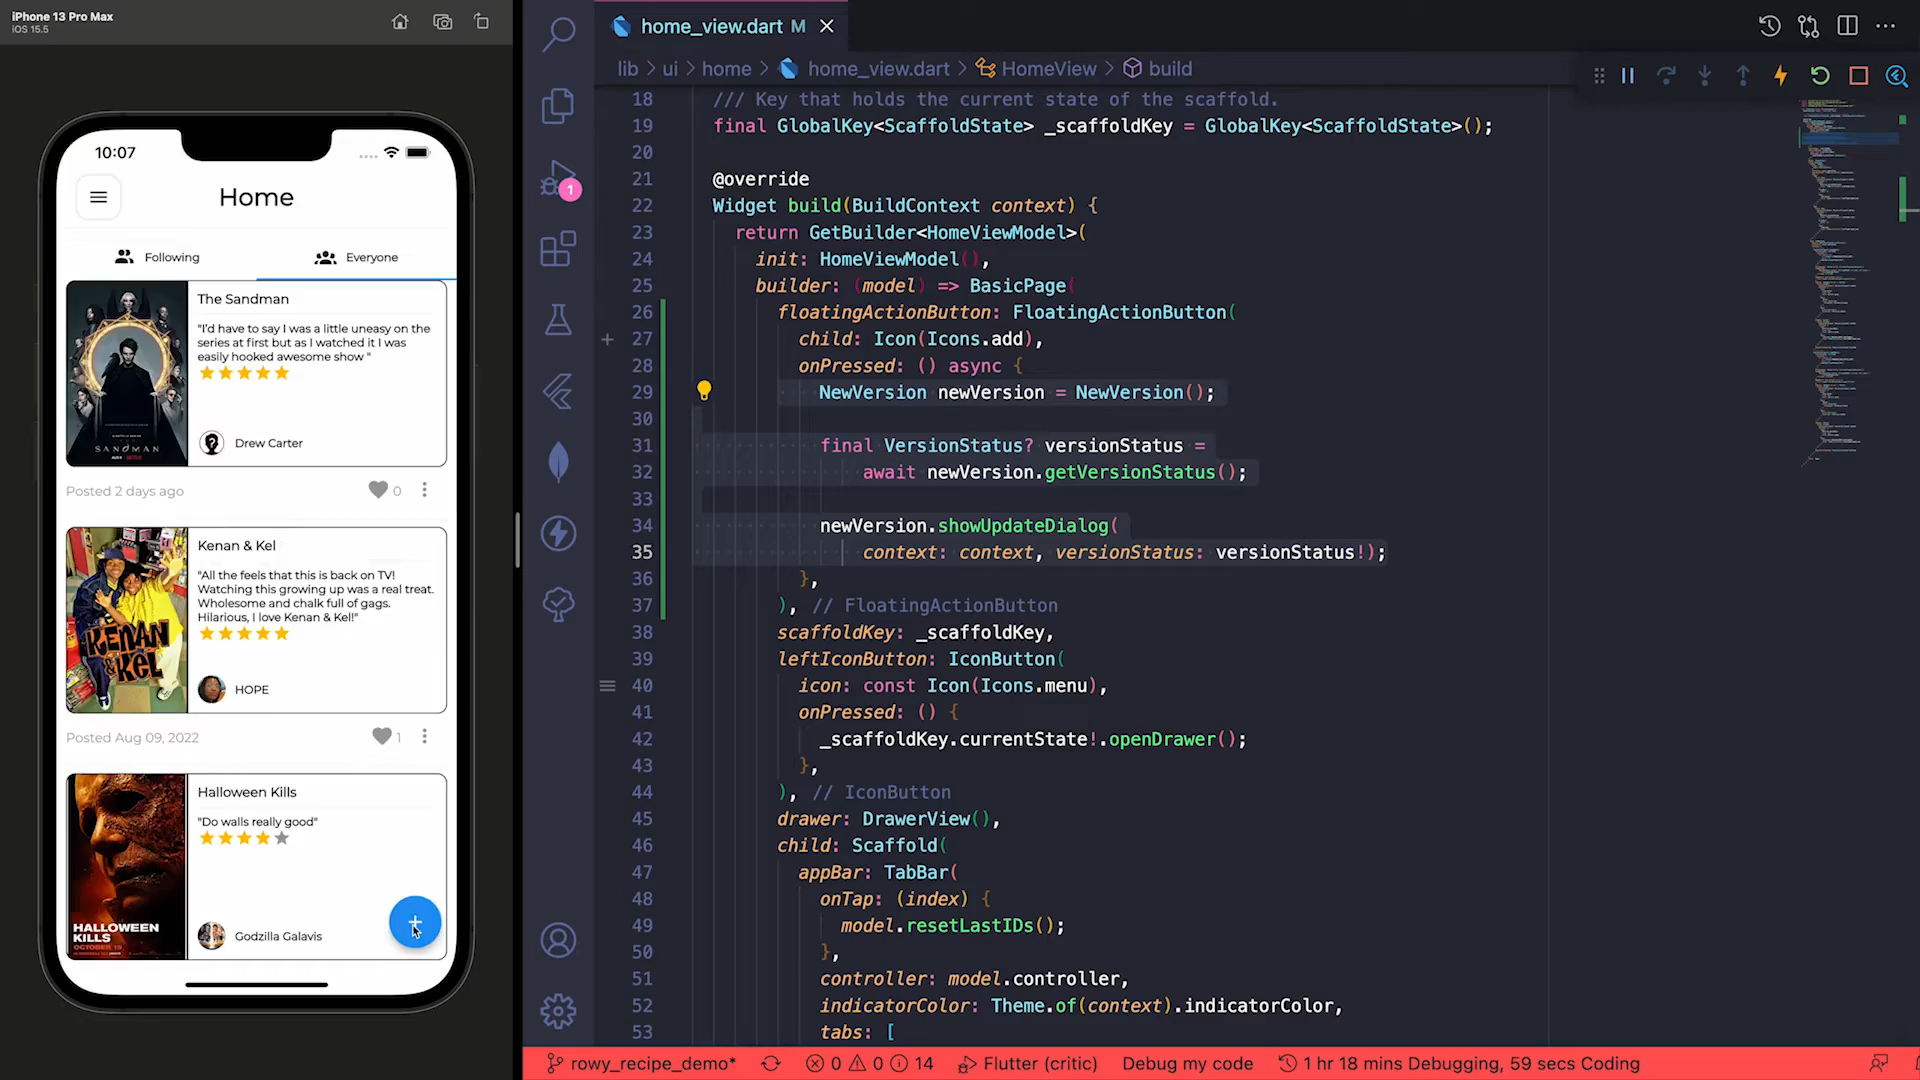 iPhone 13 Pro Max
iOS 15.5
10:07
Home
Following
Everyone
The Sandman
"I'd have to say I was a little uneasy on the
series at first but as I watched it I was
easily hooked awesome show "
SANDMAN
Drew Carter
Posted 2 days ago
0
Kenan & Kel
"All the feels that this is back on TV!
Watching this growing up was a real treat.
Wholesome and chalk full of gags.
Hilarious, I love Kenan & Kel!"
KENAN
& KEL
HOPE
Posted Aug 09, 2022
1
Halloween Kills
"Do walls really good"
HALLOWEEN
KILLS
OCTOBER 15
Godzilla Galavis
home_view.dart M
lib > ui > home > home_view.dart > HomeView > build
1
18 /// Key that holds the current state of the scaffold.
19 final GlobalKey<ScaffoldState> _scaffoldKey = GlobalKey<ScaffoldState>();
20
21 @override
22 Widget build(BuildContext context) {
23 return GetBuilder<HomeViewModel>(
24 init: HomeViewModel(),
25 builder: (model) => BasicPage(
26 floatingActionButton: FloatingActionButton(
27 child: Icon(Icons.add),
28 onPressed: () async {
29 NewVersion newVersion = NewVersion();
30
31 final VersionStatus? versionStatus =
32 await newVersion.getVersionStatus();
33
34 newVersion.showUpdateDialog(
35 context: context, versionStatus: versionStatus!);
36 },
37 ), // FloatingActionButton
38 scaffoldKey: _scaffoldKey,
39 leftIconButton: IconButton(
40 icon: const Icon(Icons.menu),
41 onPressed: () {
42 _scaffoldKey.currentState!.openDrawer();
43 },
44 ), // IconButton
45 drawer: DrawerView(),
46 child: Scaffold(
47 appBar: TabBar(
48 onTap: (index) {
49 model.resetLastIDs();
50 },
51 controller: model.controller,
52 indicatorColor: Theme.of(context).indicatorColor,
53 tabs: [
rowy_recipe_demo* 0 0 14 Flutter (critic) Debug my code 1 hr 18 mins Debugging, 59 secs Coding